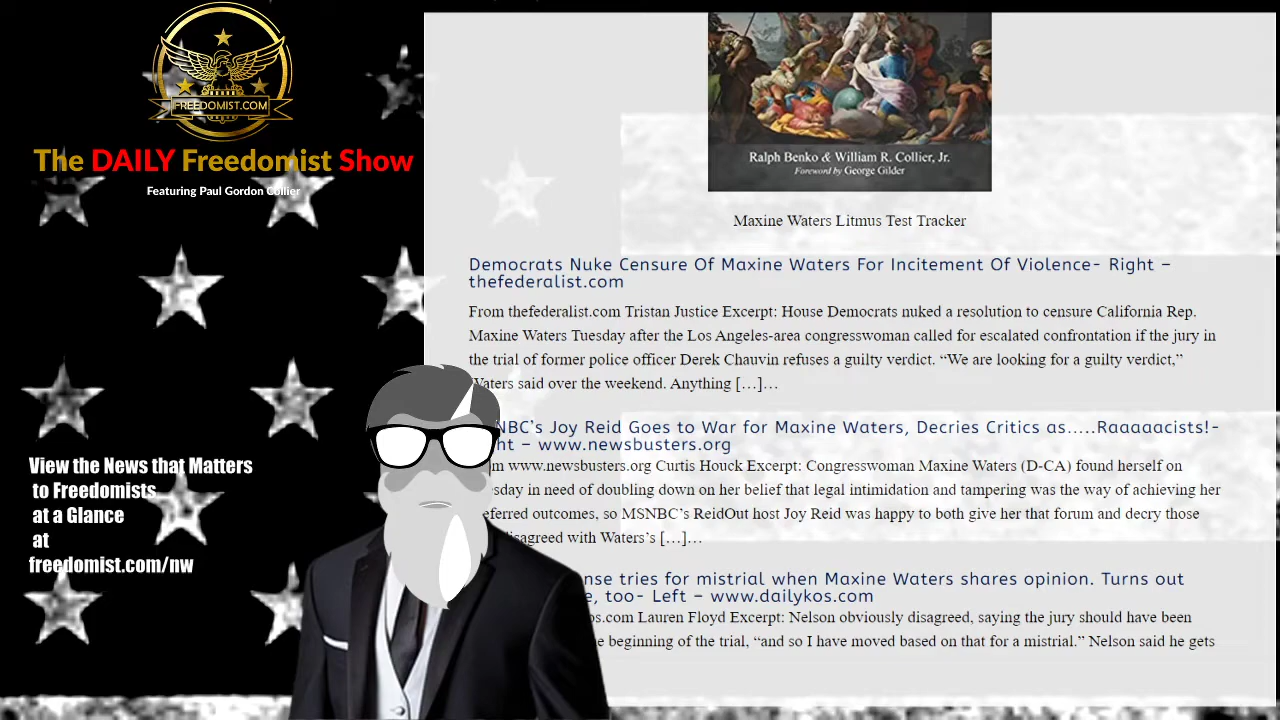 FREEDOMIST.COM
The DAILY Freedomist Show
Featuring Paul Gordon Collier
View the News that Matters
to Freedomists
at a Glance
at
freedomist.com/nw
Ralph Benko & William R. Collier, Jr.
Foreword by George Gilder
Maxine Waters Litmus Test Tracker
Democrats Nuke Censure Of Maxine Waters For Incitement Of Violence- Right –
thefederalist.com
From thefederalist.com Tristan Justice Excerpt: House Democrats nuked a resolution to censure California Rep.
Maxine Waters Tuesday after the Los Angeles-area congresswoman called for escalated confrontation if the jury in
the trial of former police officer Derek Chauvin refuses a guilty verdict. “We are looking for a guilty verdict,”
Waters said over the weekend. Anything […]…
NBC’s Joy Reid Goes to War for Maxine Waters, Decries Critics as…..Raaaaacists!-
– www.newsbusters.org
www.newsbusters.org Curtis Houck Excerpt: Congresswoman Maxine Waters (D-CA) found herself on
in need of doubling down on her belief that legal intimidation and tampering was the way of achieving her
outcomes, so MSNBC’s ReidOut host Joy Reid was happy to both give her that forum and decry those
disagreed with Waters’s […]…
tries for mistrial when Maxine Waters shares opinion. Turns out
too- Left – www.dailykos.com
Lauren Floyd Excerpt: Nelson obviously disagreed, saying the jury should have been
beginning of the trial, “and so I have moved based on that for a mistrial.” Nelson said he gets